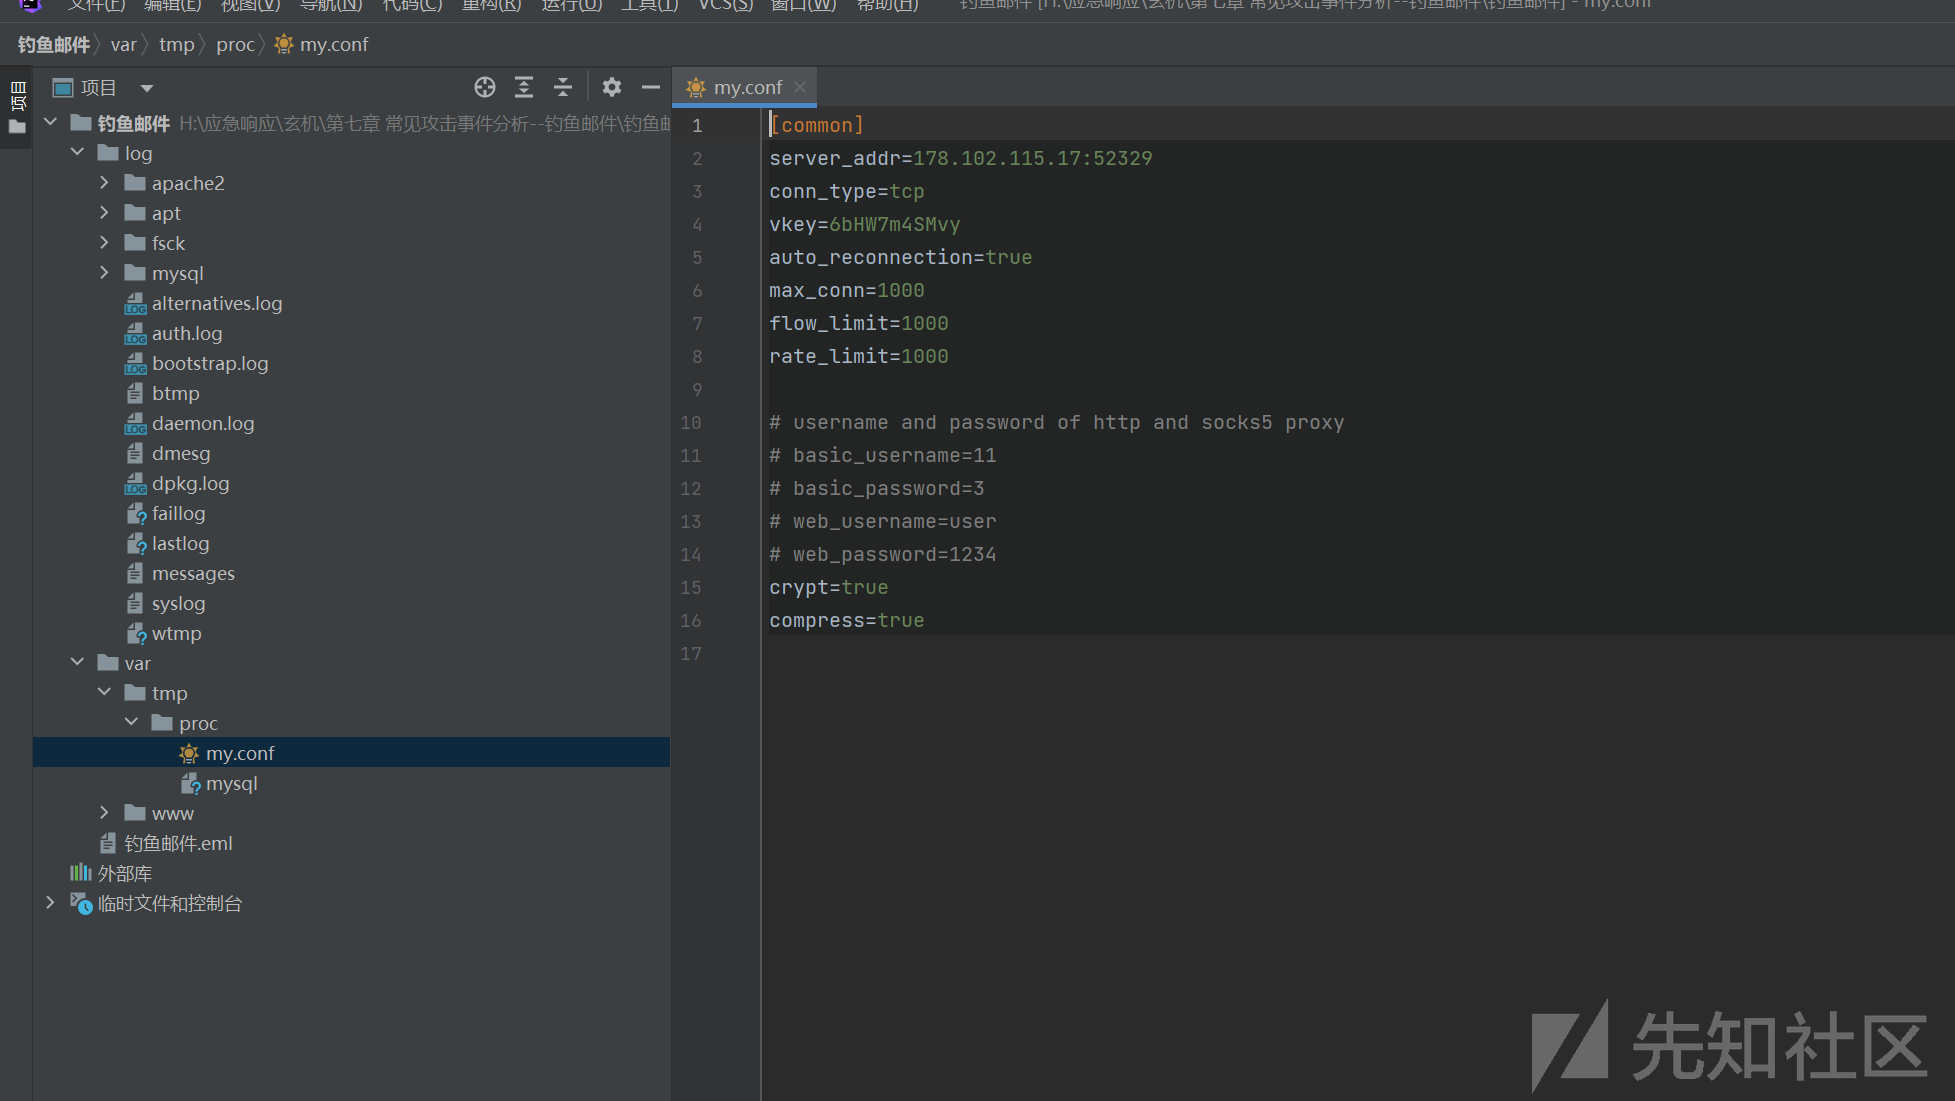 文件(F) 编辑(E) 视图(V) 导航(N) 代码(C) 重构(R) 运行(U) 工具(T) VCS(S) 窗口(W) 帮助(H) 钓鱼邮件 [H:\应急响应\玄机\第七章 常见攻击事件分析--钓鱼邮件\钓鱼邮件] - my.conf
钓鱼邮件 var tmp proc my.conf
项目
项目
my.conf
钓鱼邮件 H:\应急响应\玄机\第七章 常见攻击事件分析--钓鱼邮件\钓鱼邮
log
apache2
apt
fsck
mysql
alternatives.log
auth.log
bootstrap.log
btmp
daemon.log
dmesg
dpkg.log
faillog
lastlog
messages
syslog
wtmp
var
tmp
proc
my.conf
mysql
www
钓鱼邮件.eml
外部库
临时文件和控制台
1 [common]
2 server_addr=178.102.115.17:52329
3 conn_type=tcp
4 vkey=6bHW7m4SMvy
5 auto_reconnection=true
6 max_conn=1000
7 flow_limit=1000
8 rate_limit=1000
9
10 # username and password of http and socks5 proxy
11 # basic_username=11
12 # basic_password=3
13 # web_username=user
14 # web_password=1234
15 crypt=true
16 compress=true
17
先知社区